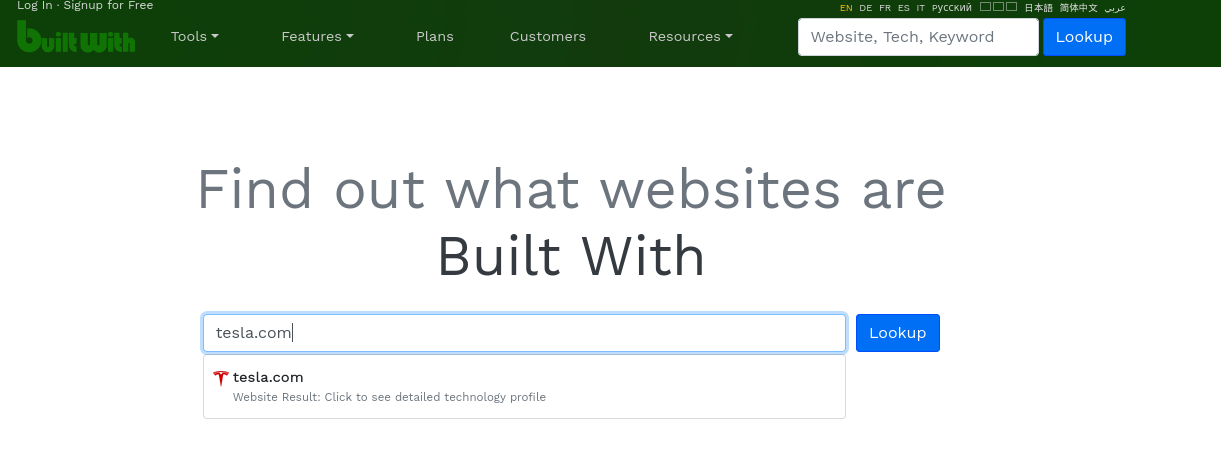 Log In · Signup for Free
EN DE FR ES IT Русский 日本語 简体中文 عربي
built With
Tools
Features
Plans
Customers
Resources
Website, Tech, Keyword
Lookup
Find out what websites are
Built With
tesla.com
Lookup
tesla.com
Website Result: Click to see detailed technology profile